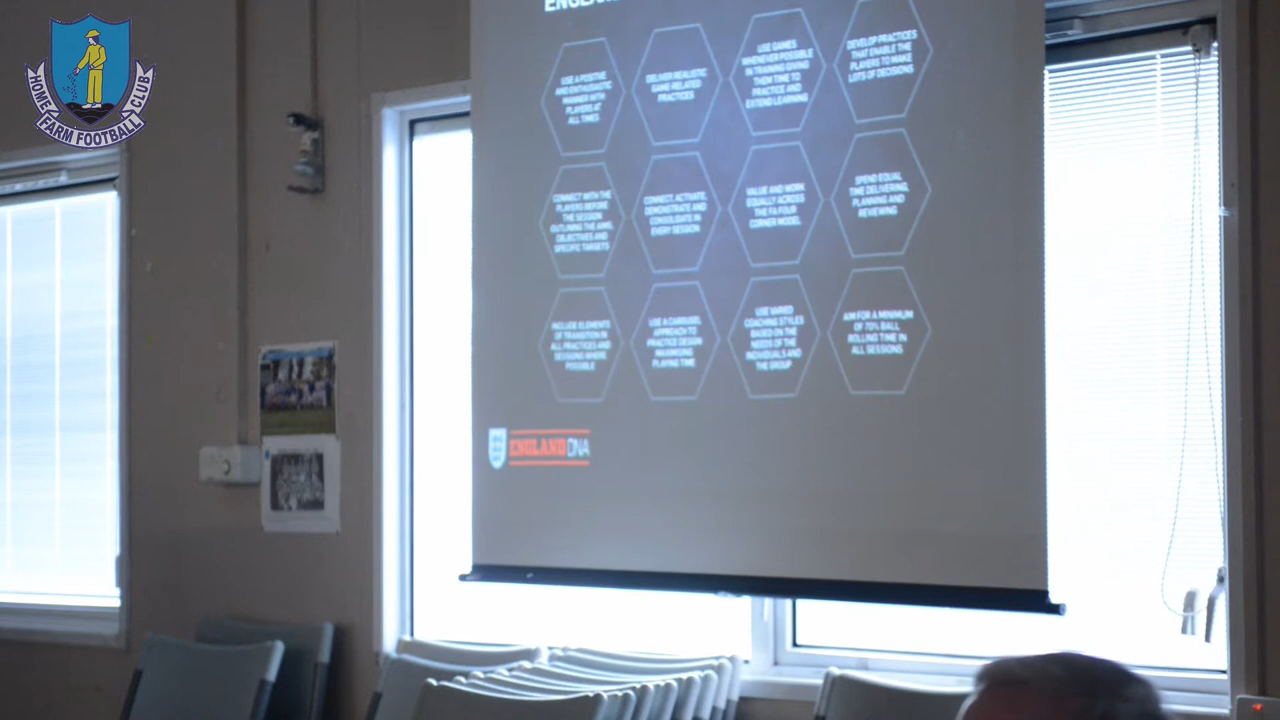 HOME FARM FOOTBALL CLUB
ENGLAN
USE A POSITIVE
AND ENTHUSIASTIC
MANNER WITH
PLAYERS AT
ALL TIMES
DELIVER REALISTIC
GAME-RELATED
PRACTICES
USE GAMES
WHENEVER POSSIBLE
IN TRAINING GIVING
THEM TIME TO
PRACTICE AND
EXTEND LEARNING
DEVELOP PRACTICES
THAT ENABLE THE
PLAYERS TO MAKE
LOTS OF DECISIONS
CONNECT WITH THE
PLAYERS BEFORE
THE SESSION
OUTLINING THE AIMS,
OBJECTIVES AND
SPECIFIC TARGETS
CONNECT, ACTIVATE,
DEMONSTRATE AND
CONSOLIDATE IN
EVERY SESSION
VALUE AND WORK
EQUALLY ACROSS
THE FA FOUR
CORNER MODEL
SPEND EQUAL
TIME DELIVERING,
PLANNING AND
REVIEWING
INCLUDE ELEMENTS
OF TRANSITION IN
ALL PRACTICES AND
SESSIONS WHERE
POSSIBLE
USE A CAROUSEL
APPROACH TO
PRACTICE DESIGN
MAXIMISING
PLAYING TIME
USE VARIED
COACHING STYLES
BASED ON THE
NEEDS OF THE
INDIVIDUALS AND
THE GROUP
AIM FOR A MINIMUM
OF 70% BALL
ROLLING TIME IN
ALL SESSIONS
ENGLAND DNA